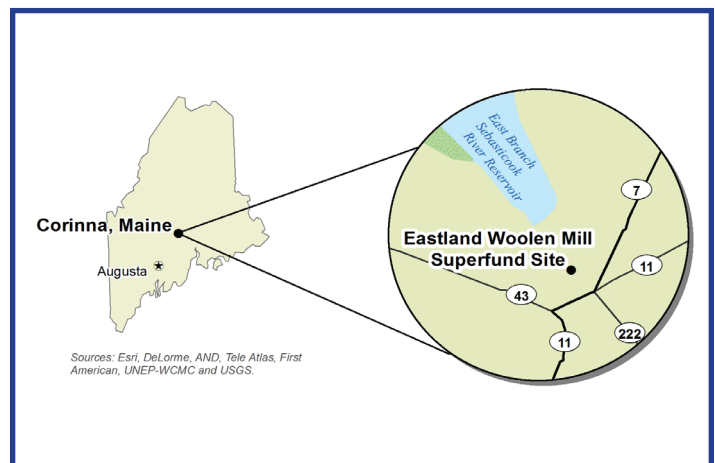 Corinna, Maine
Augusta
Sources: Esri, DeLorme, AND, Tele Atlas, First
American, UNEP-WCMC and USGS.
East Branch
Sebasticook
River Reservoir
7
Eastland Woolen Mill
Superfund Site
11
43
222
11